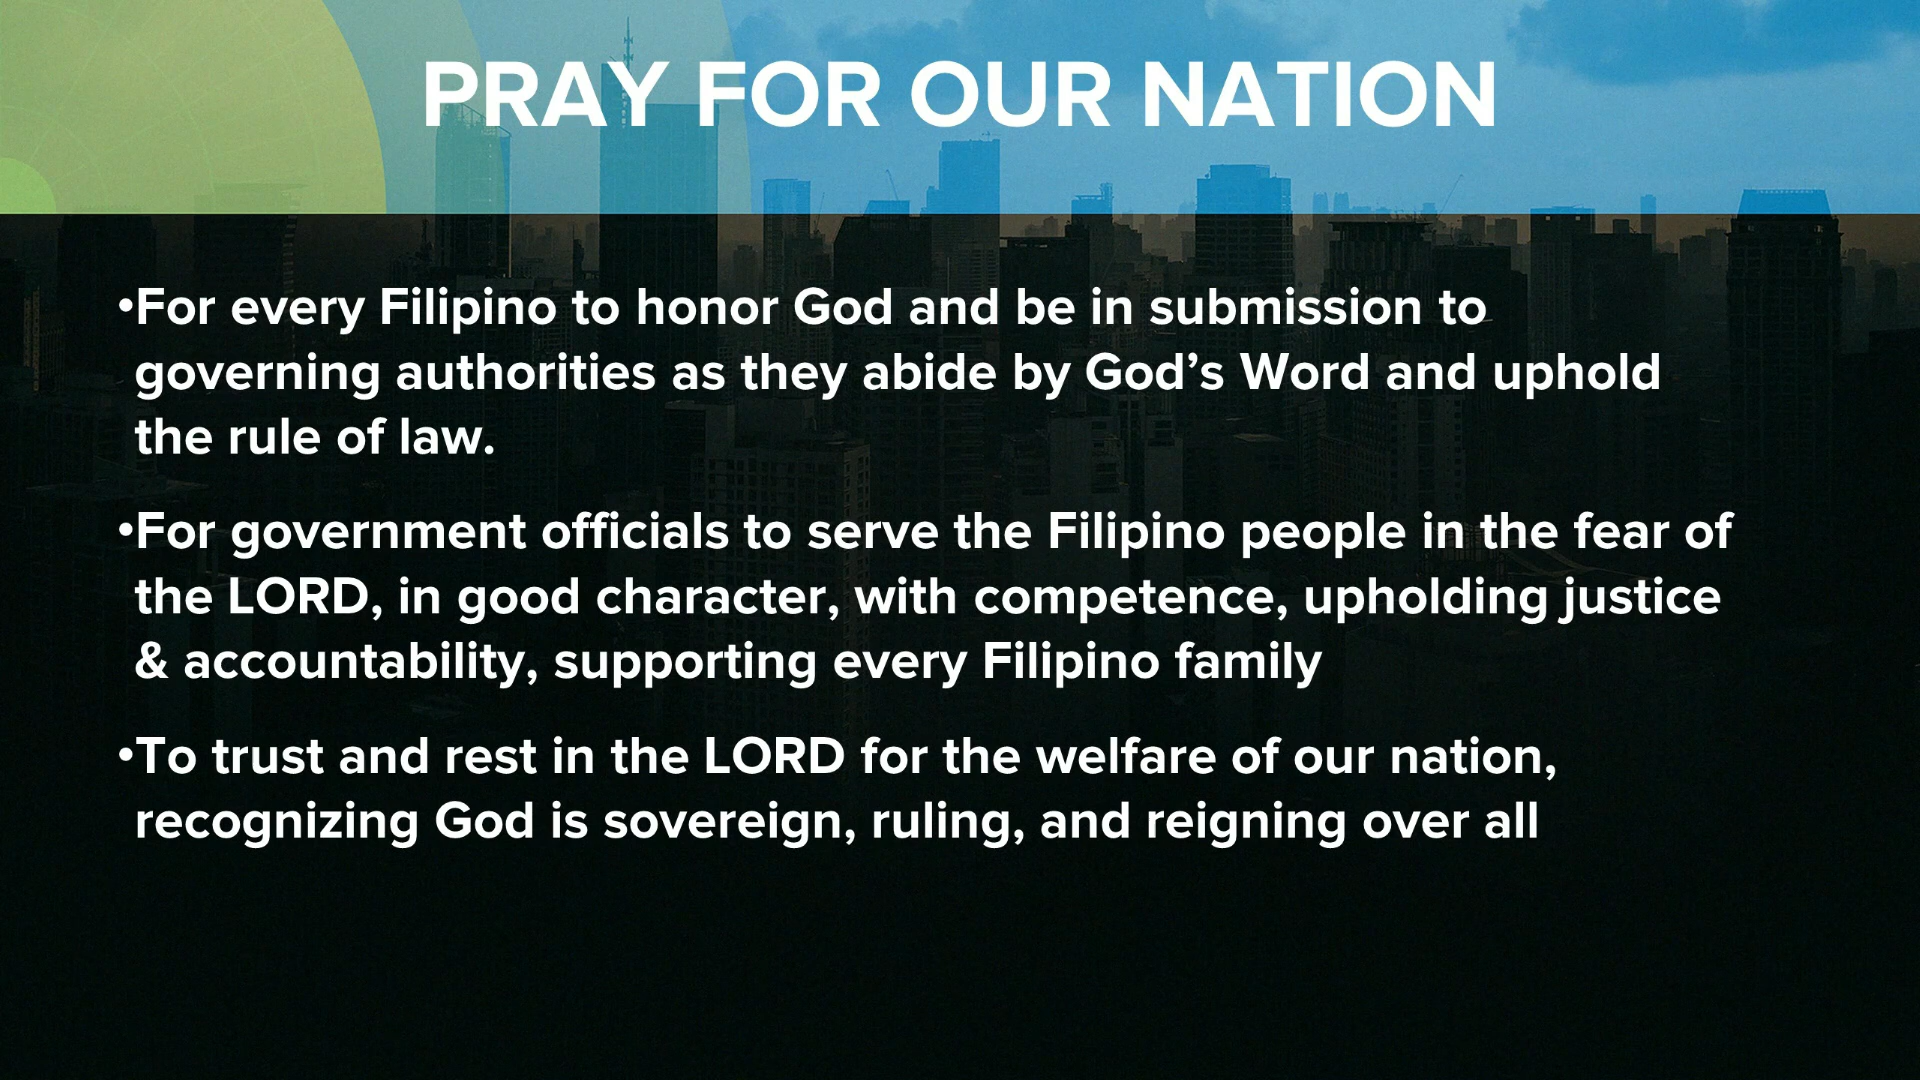 PRAY FOR OUR NATION
•For every Filipino to honor God and be in submission to
governing authorities as they abide by God’s Word and uphold
the rule of law.
•For government officials to serve the Filipino people in the fear of
the LORD, in good character, with competence, upholding justice
& accountability, supporting every Filipino family
•To trust and rest in the LORD for the welfare of our nation,
recognizing God is sovereign, ruling, and reigning over all